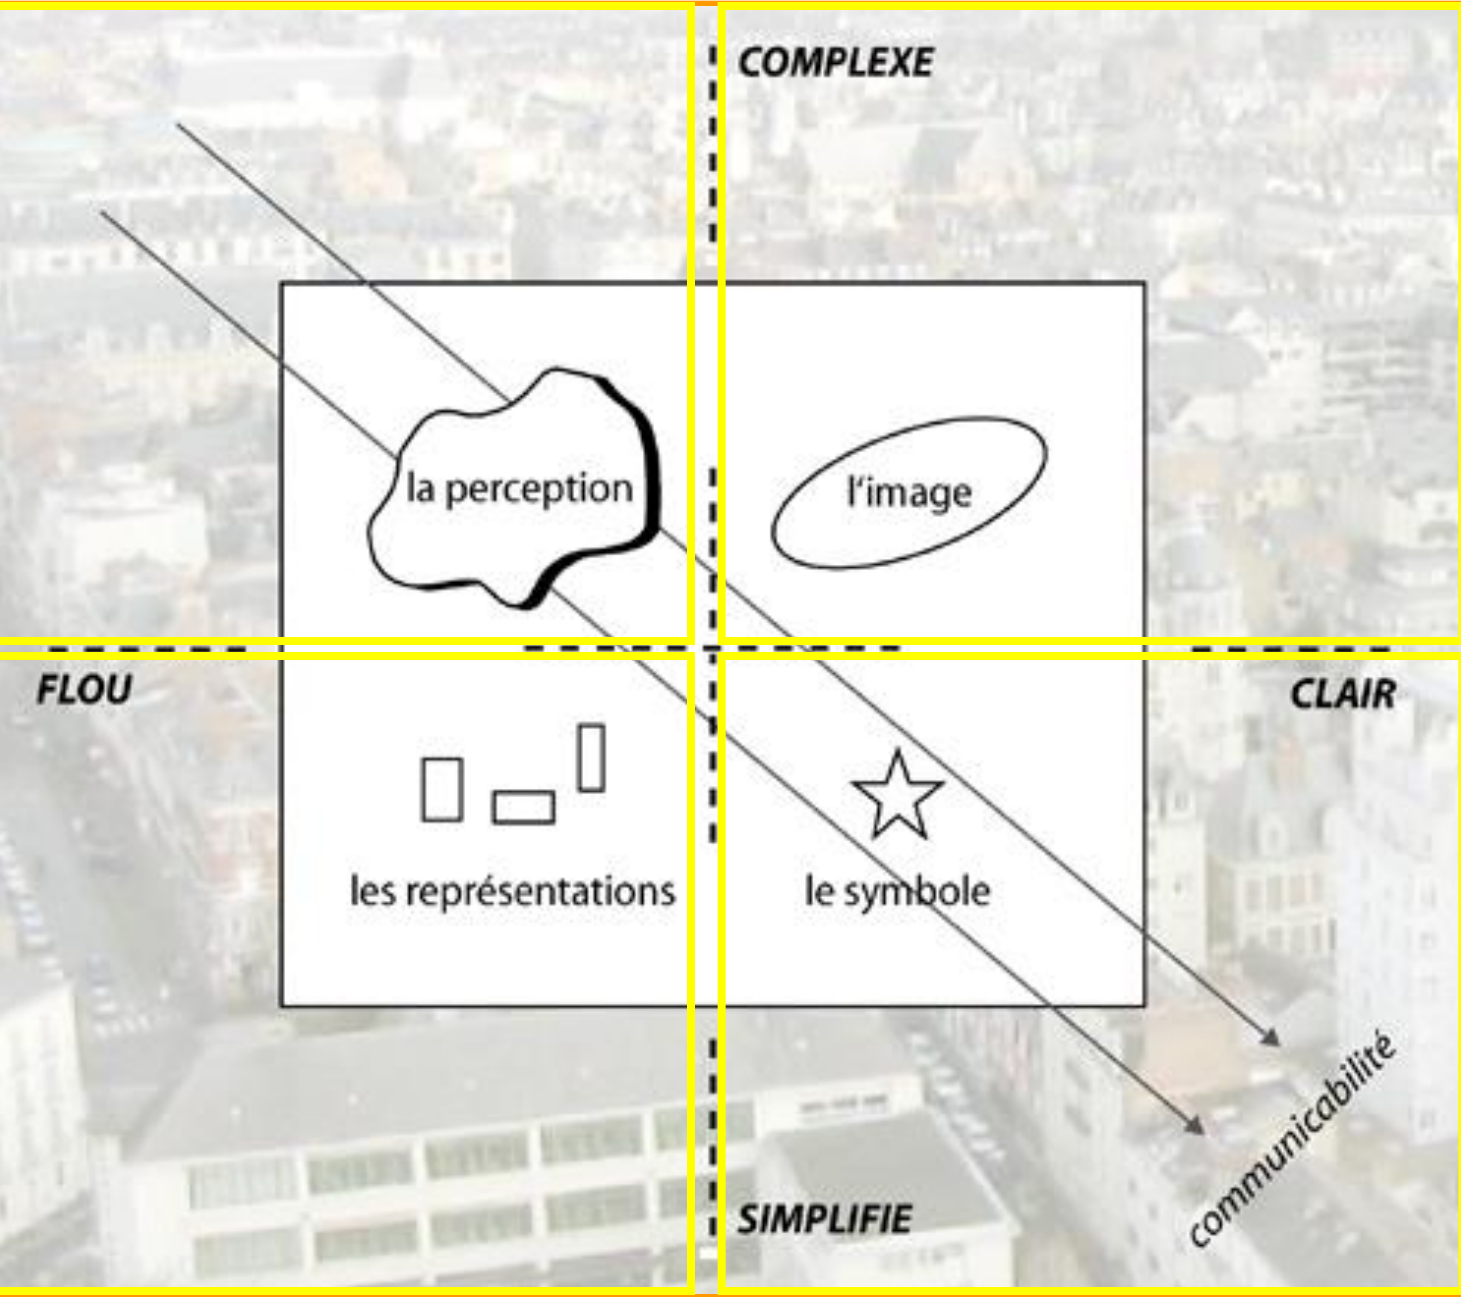 COMPLEXE
la perception
l'image
FLOU
CLAIR
les représentations
le symbole
communicabilité
SIMPLIFIE